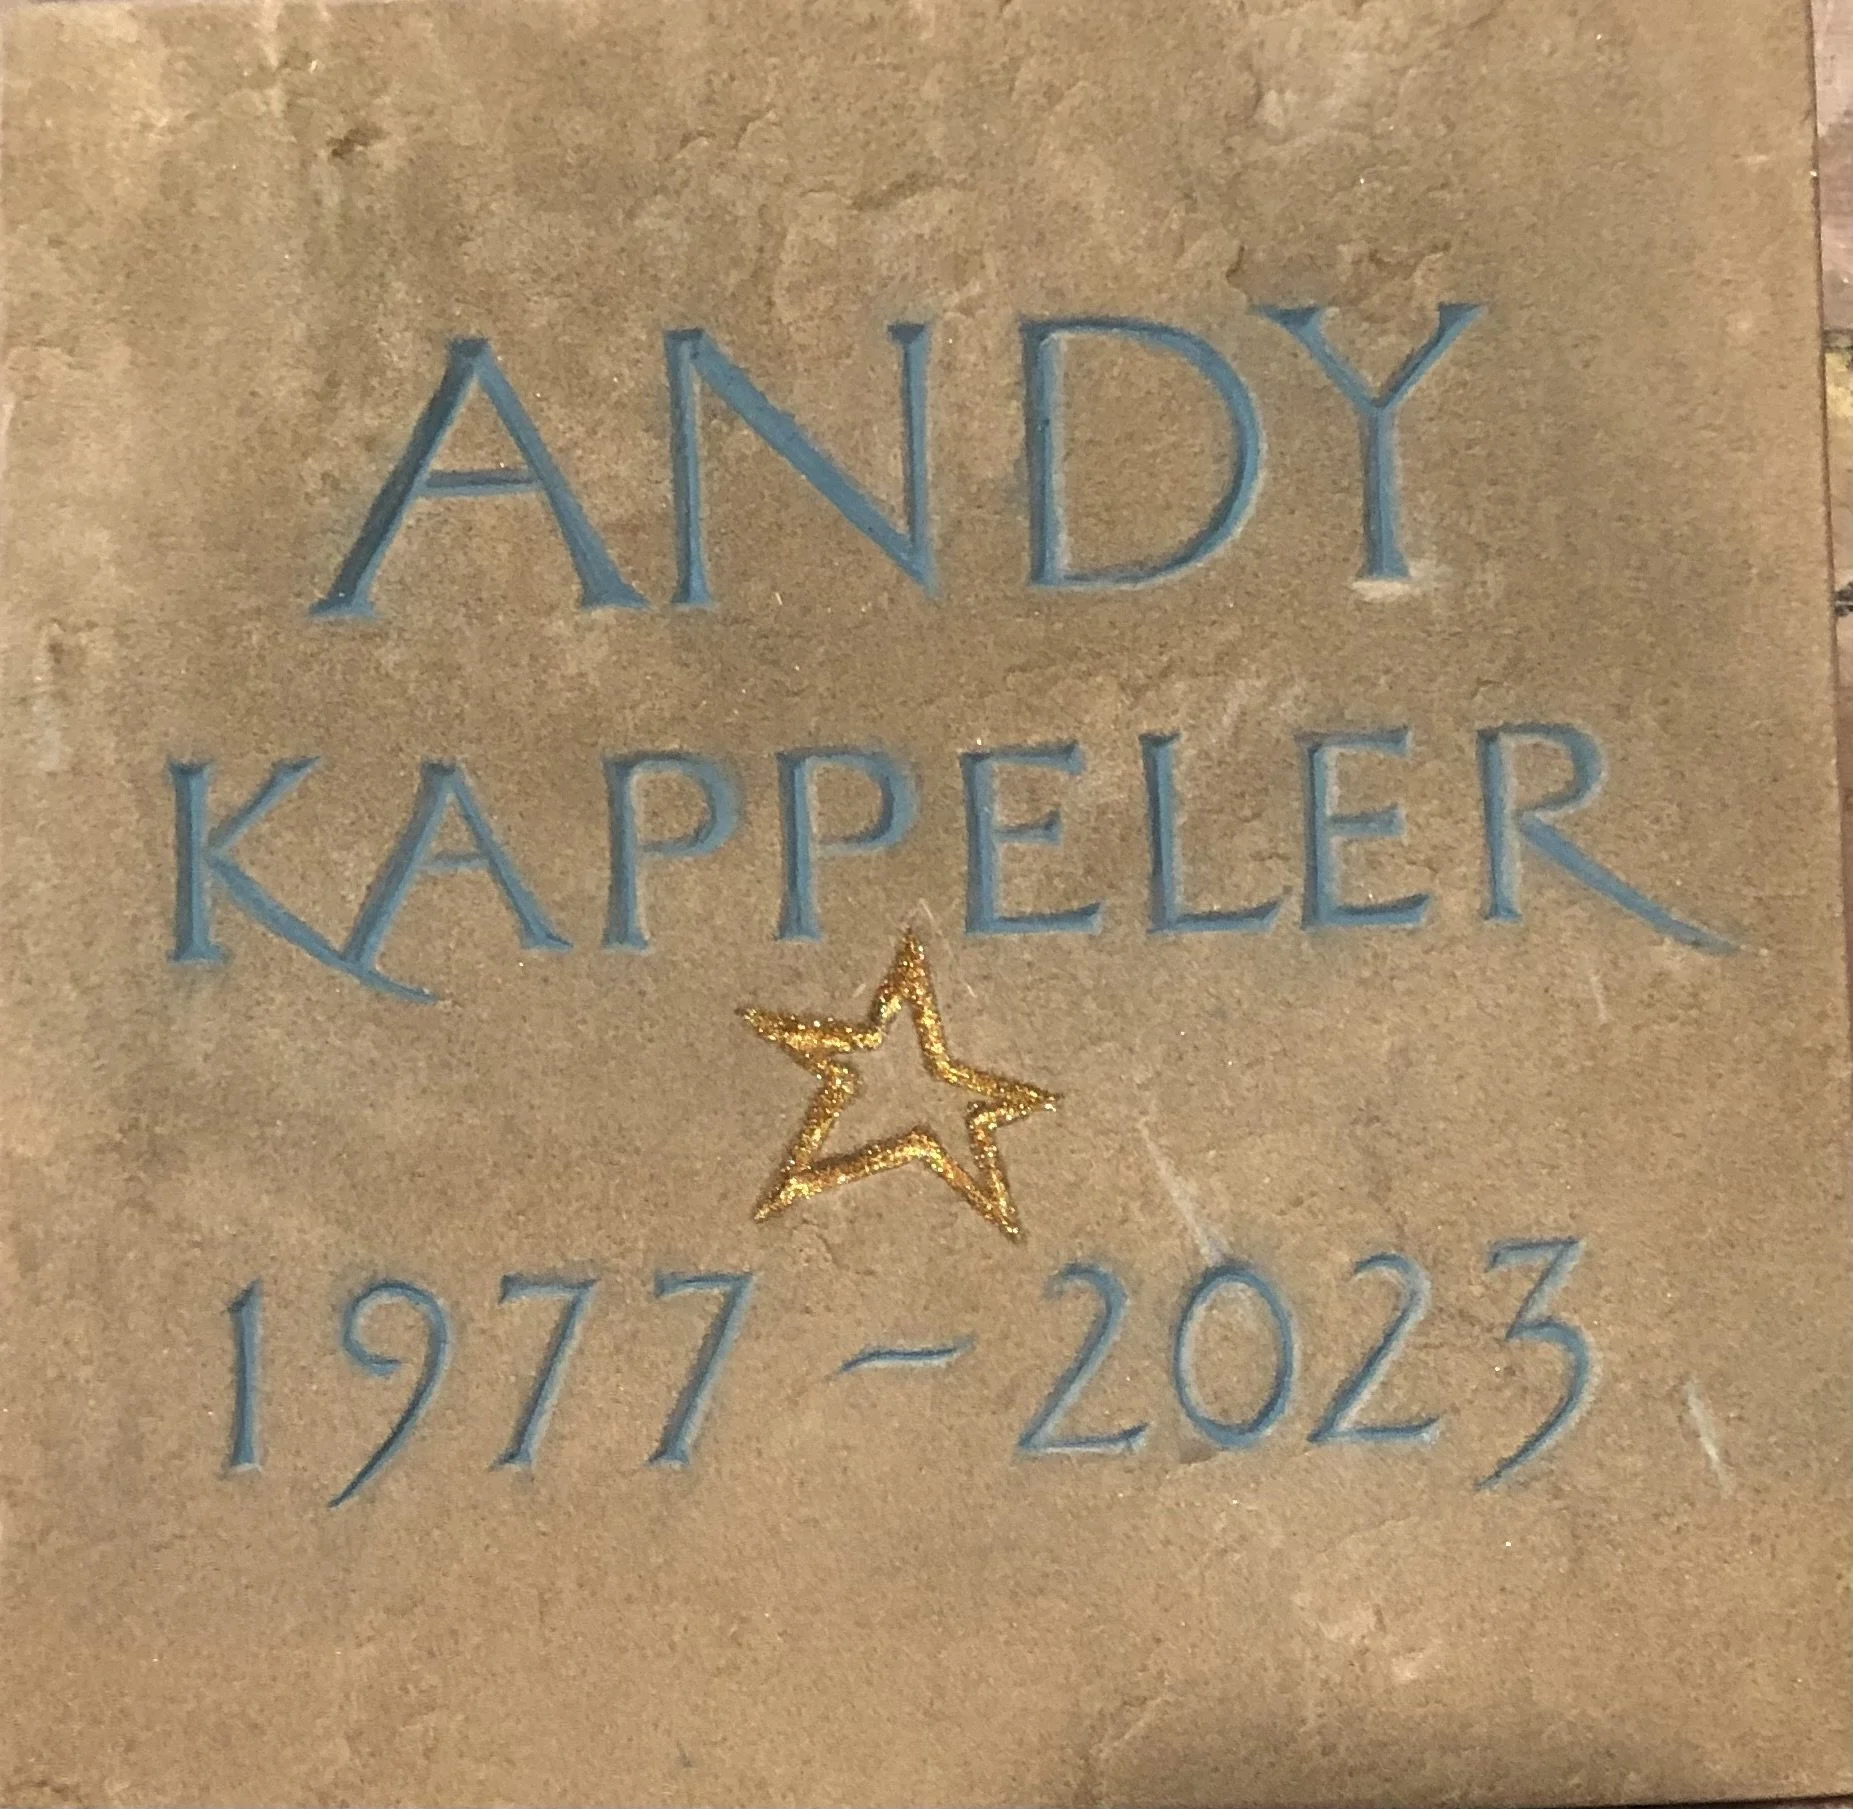 ANDY
KAPPELER
1977 – 2023